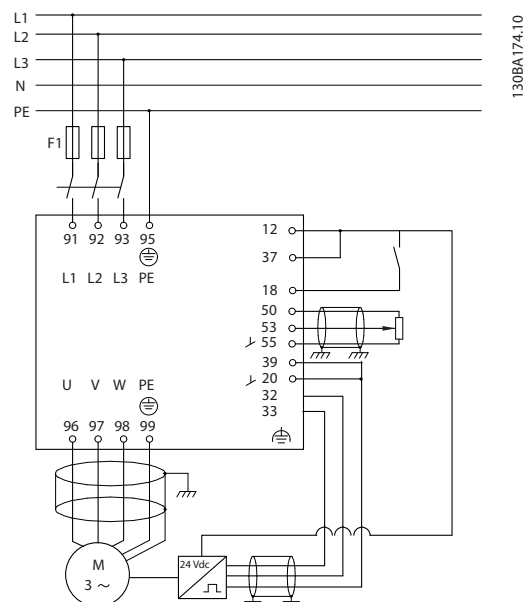 L1
L2
L3
N
PE
130BA174.10
F1
91 92 93 95
L1 L2 L3 PE
12
37
18
50
53
55
39
20
32
33
U V W PE
96 97 98 99
M
3 ~
24 Vdc